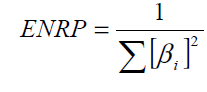 ENRP = 1 / ∑[β_i]^2